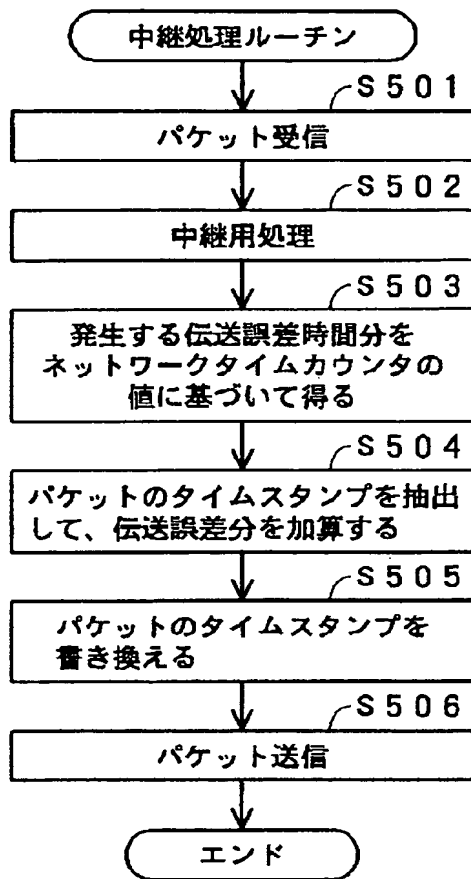 中継処理ルーチン
S501
パケット受信
S502
中継用処理
S503
発生する伝送誤差時間分を
ネットワークタイムカウンタの
値に基づいて得る
S504
パケットのタイムスタンプを抽出
して、伝送誤差分を加算する
S505
パケットのタイムスタンプを
書き換える
S506
パケット送信
エンド